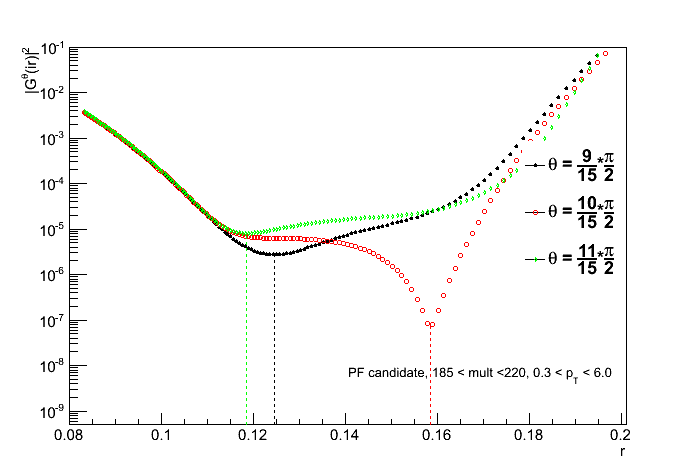 |G^θ(ir)|²
10⁻¹
10⁻²
10⁻³
10⁻⁴
10⁻⁵
10⁻⁶
10⁻⁷
10⁻⁸
10⁻⁹
θ = 9/15 * π/2
θ = 10/15 * π/2
θ = 11/15 * π/2
PF candidate, 185 < mult <220, 0.3 < p_T < 6.0
0.08 0.1 0.12 0.14 0.16 0.18 0.2
r